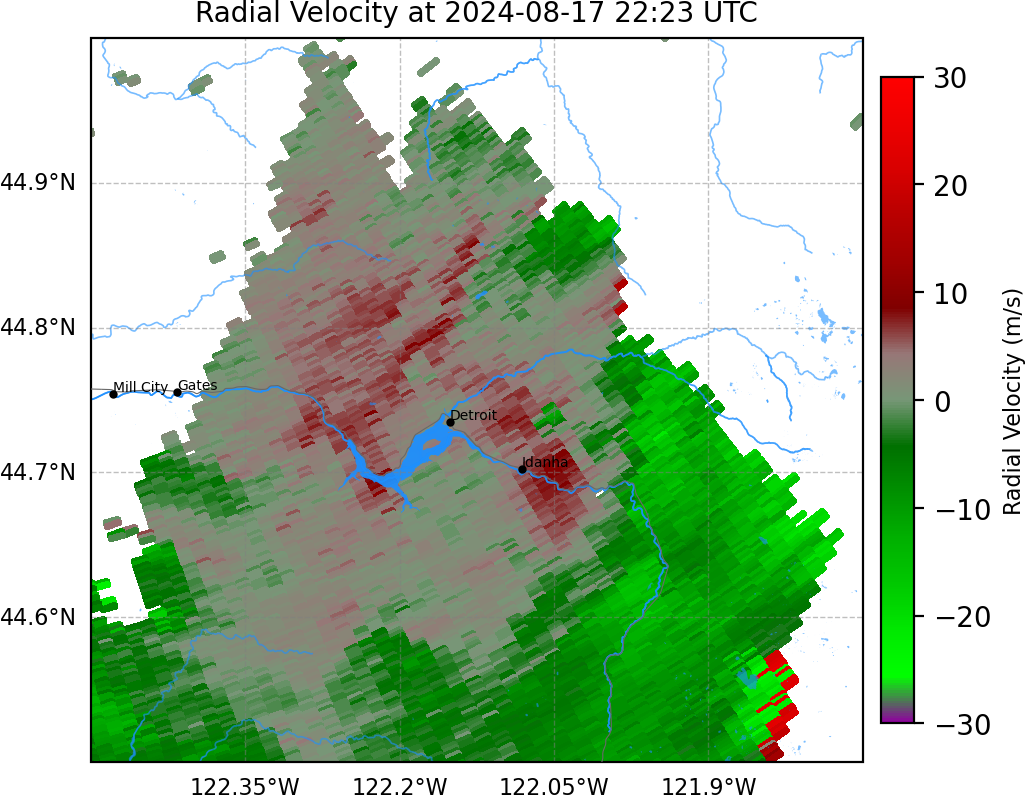 Radial Velocity at 2024-08-17 22:23 UTC
30
20
10
0
−10
−20
−30
Radial Velocity (m/s)
44.9°N
44.8°N
44.7°N
44.6°N
Mill City
Gates
Detroit
Idanha
122.35°W
122.2°W
122.05°W
121.9°W